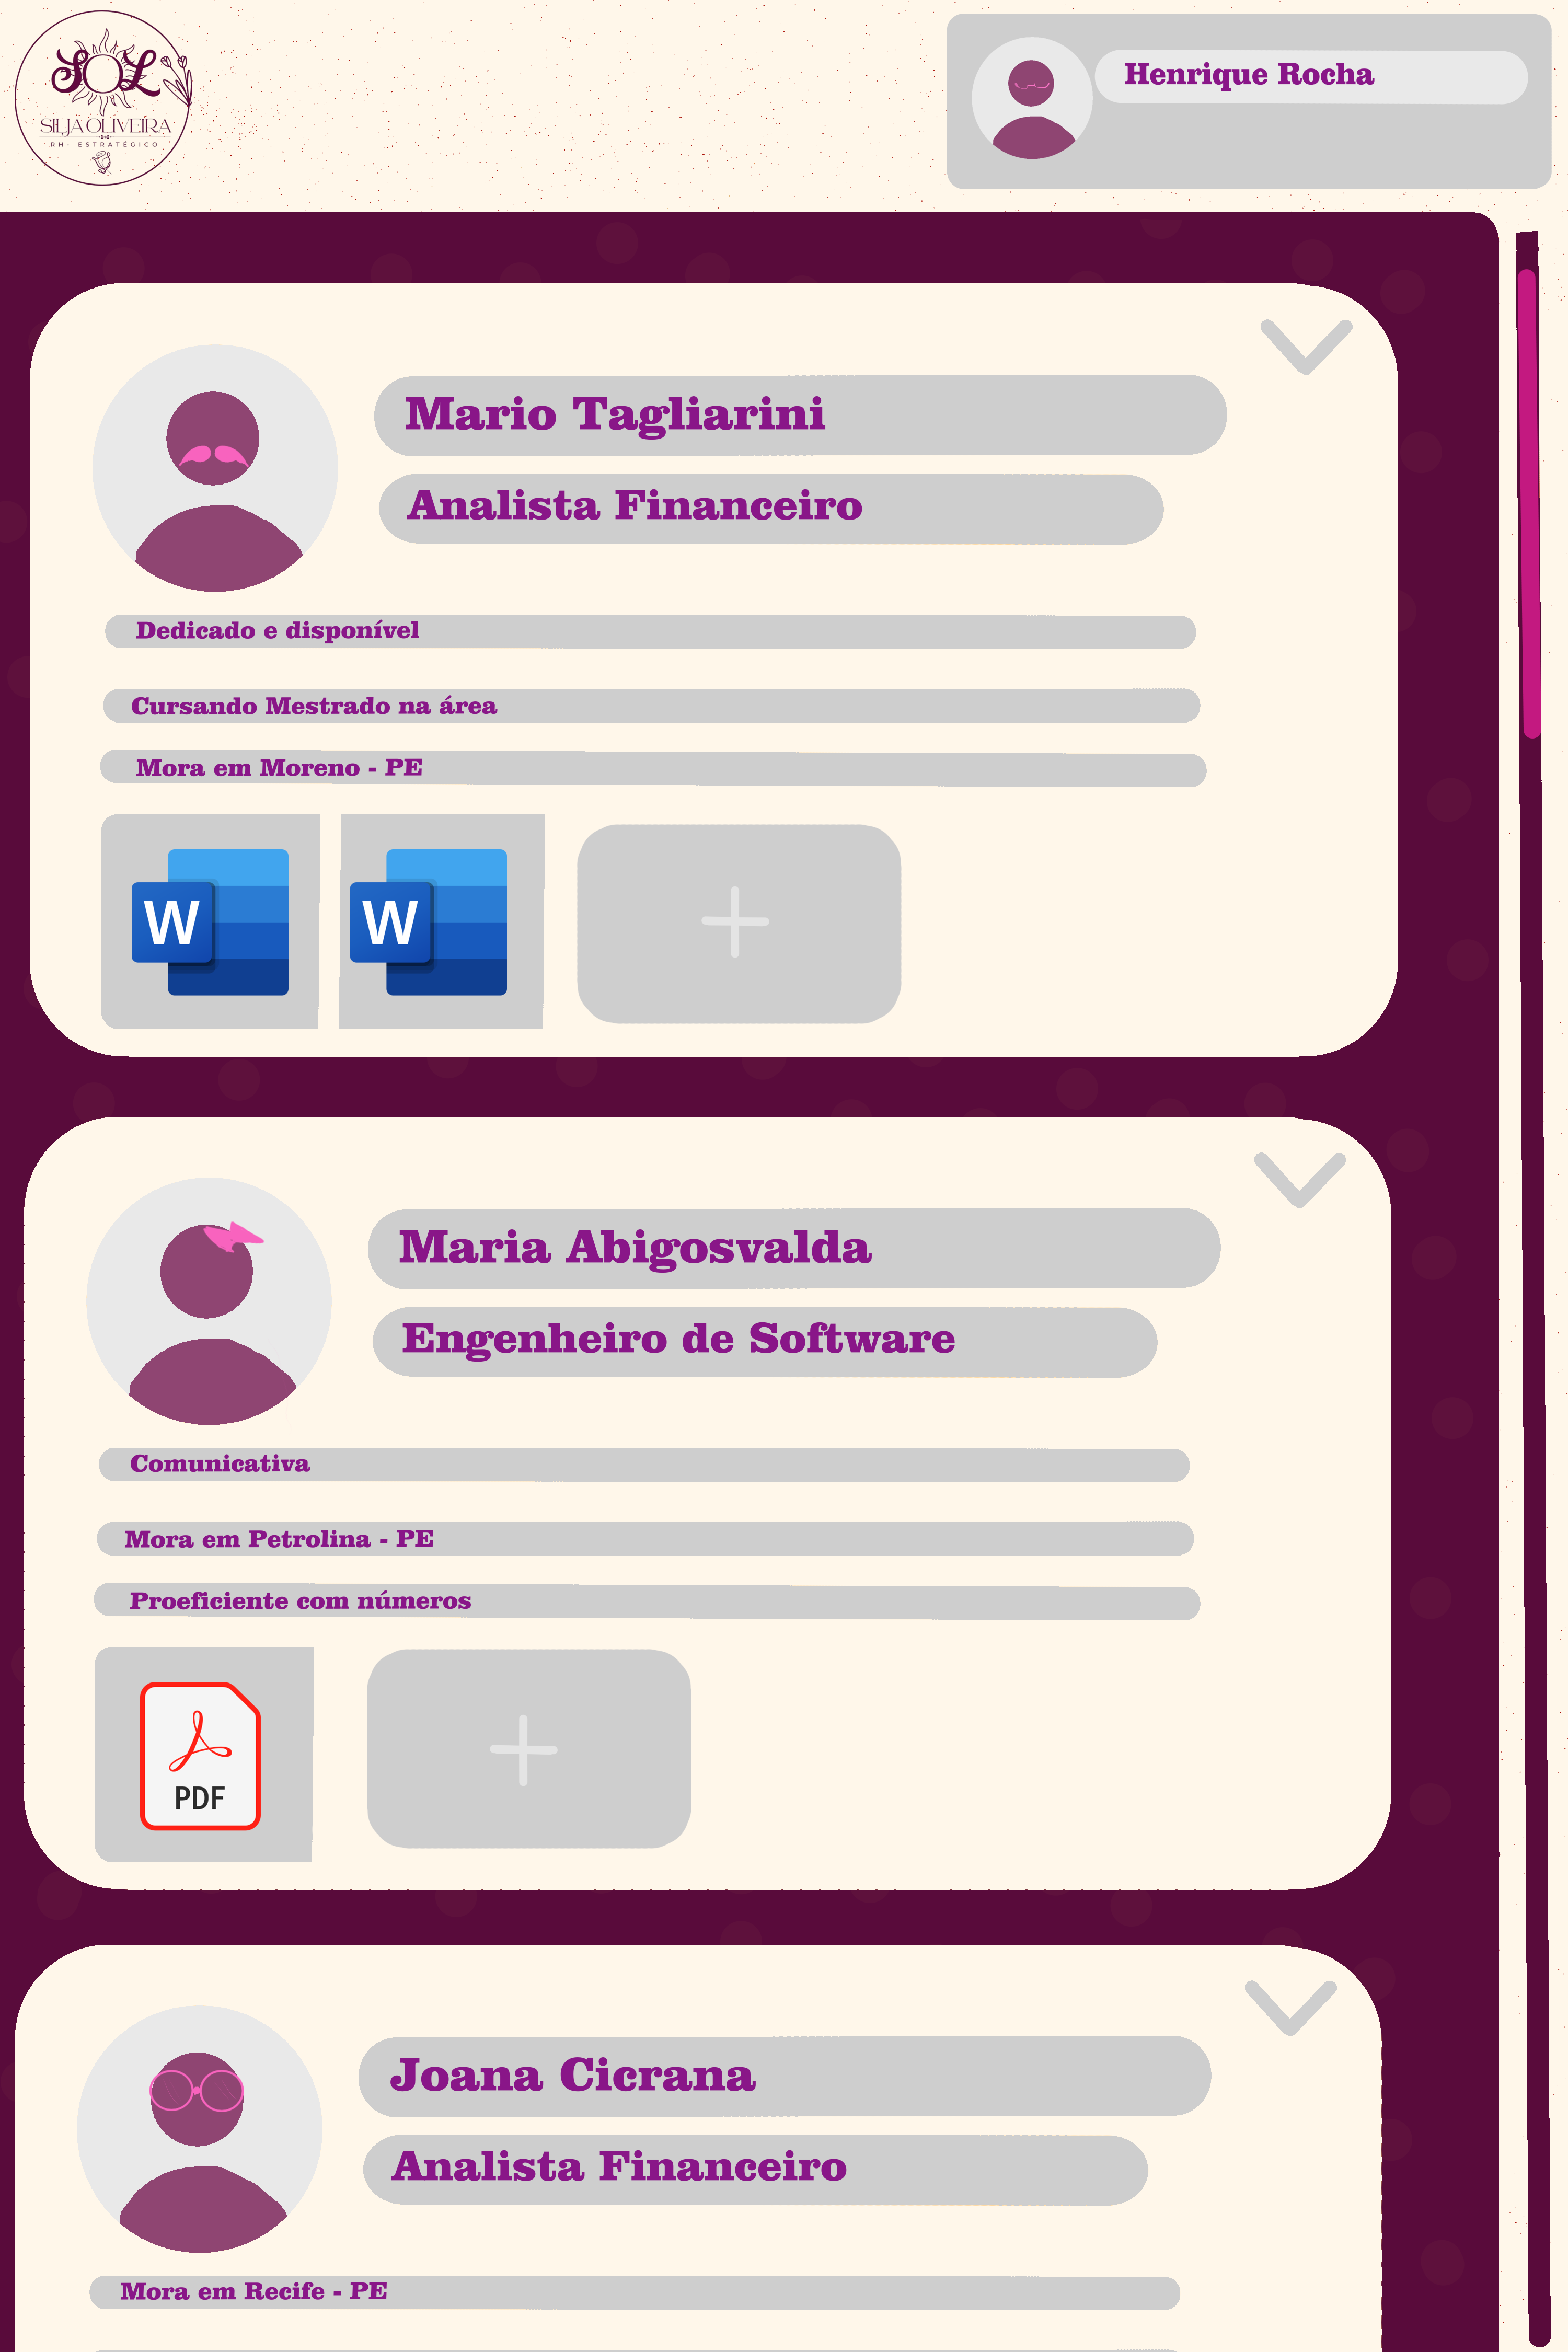 SOL
SILJA OLIVEIRA
RH - ESTRATÉGICO
Henrique Rocha
Mario Tagliarini
Analista Financeiro
Dedicado e disponível
Cursando Mestrado na área
Mora em Moreno - PE
W
W
Maria Abigosvalda
Engenheiro de Software
Comunicativa
Mora em Petrolina - PE
Proeficiente com números
PDF
Joana Cicrana
Analista Financeiro
Mora em Recife - PE